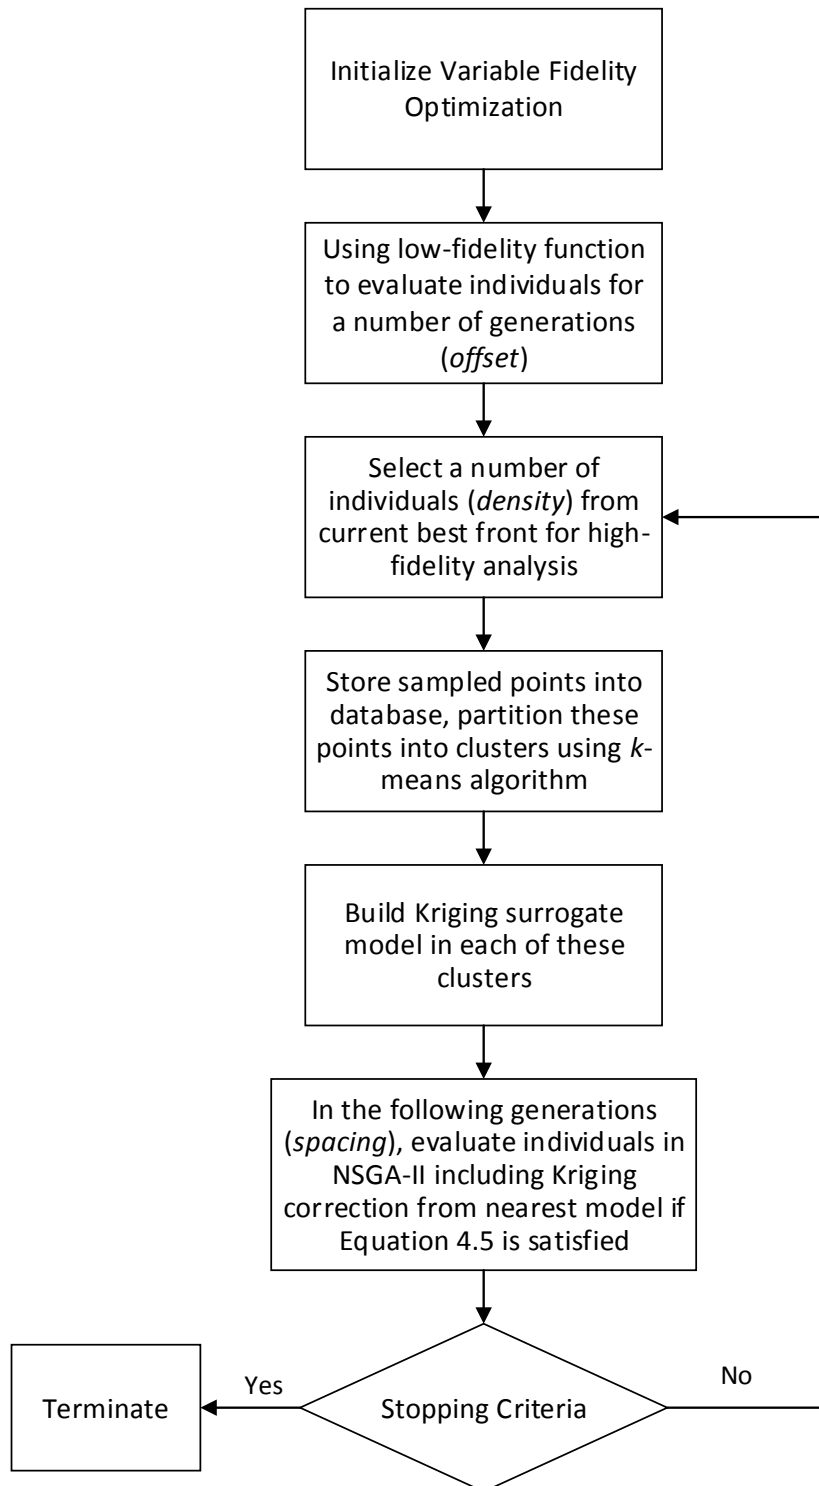 Initialize Variable Fidelity
Optimization
Using low-fidelity function
to evaluate individuals for
a number of generations
(offset)
Select a number of
individuals (density) from
current best front for high-
fidelity analysis
Store sampled points into
database, partition these
points into clusters using k-
means algorithm
Build Kriging surrogate
model in each of these
clusters
In the following generations
(spacing), evaluate individuals in
NSGA-II including Kriging
correction from nearest model if
Equation 4.5 is satisfied
Terminate
Yes
Stopping Criteria
No